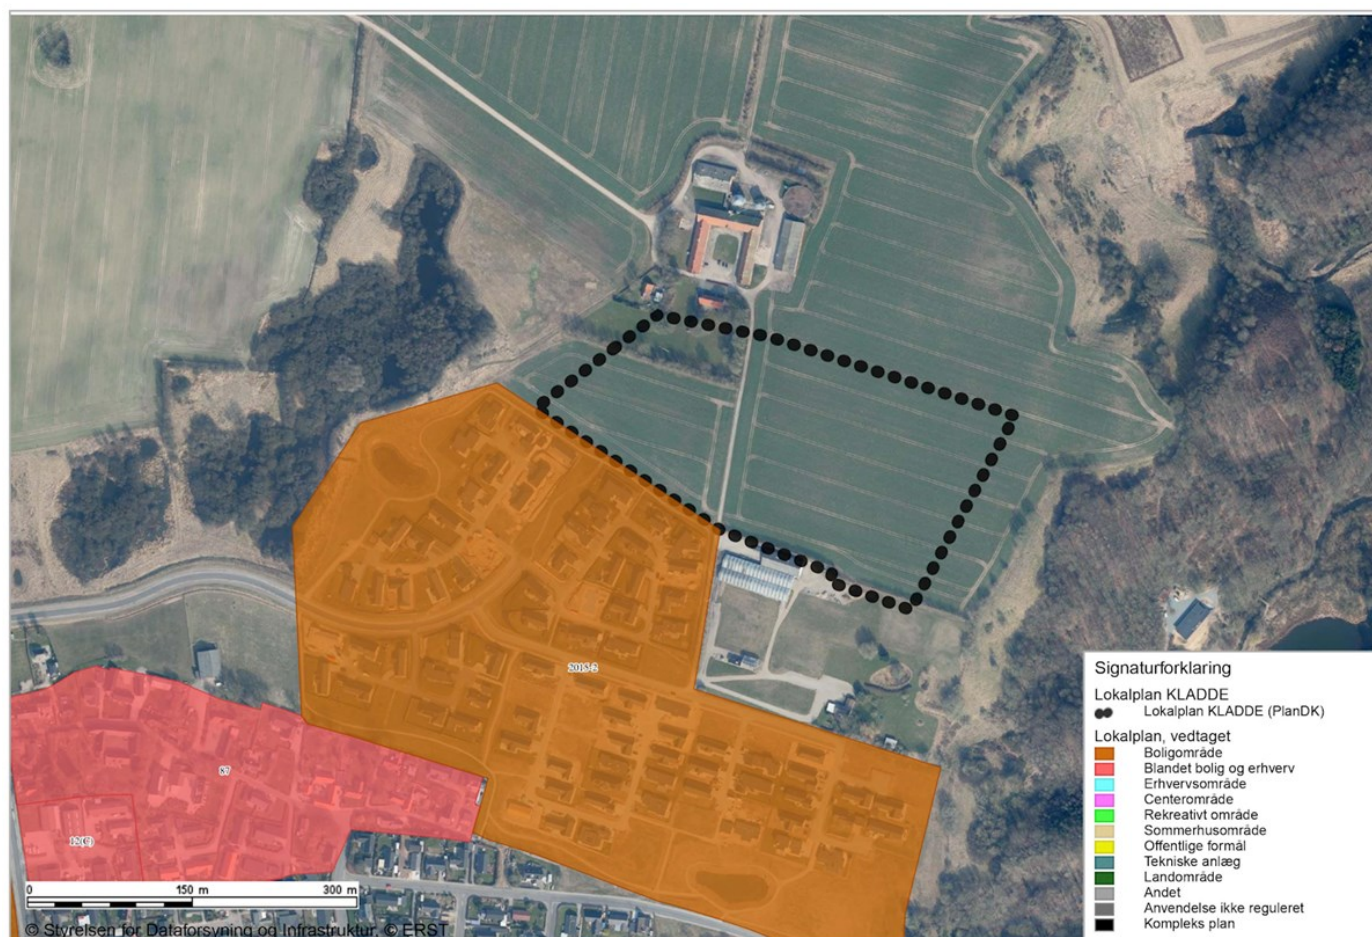 2018-2
87
12(C)
0 150 m 300 m
© Styrelsen for Dataforsyning og Infrastruktur, © ERST
Signaturforklaring
Lokalplan KLADDE
Lokalplan KLADDE (PlanDK)
Lokalplan, vedtaget
Boligområde
Blandet bolig og erhverv
Erhvervsområde
Centerområde
Rekreativt område
Sommerhusområde
Offentlige formål
Tekniske anlæg
Landområde
Andet
Anvendelse ikke reguleret
Kompleks plan